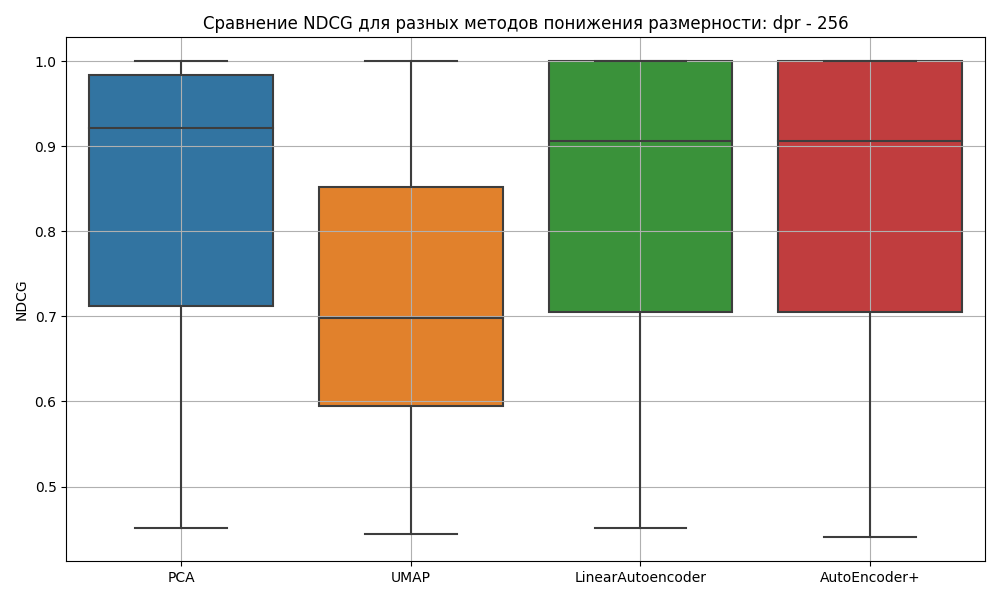 Сравнение NDCG для разных методов понижения размерности: dpr - 256
1.0
0.9
0.8
0.7
0.6
0.5
NDCG
PCA
UMAP
LinearAutoencoder
AutoEncoder+